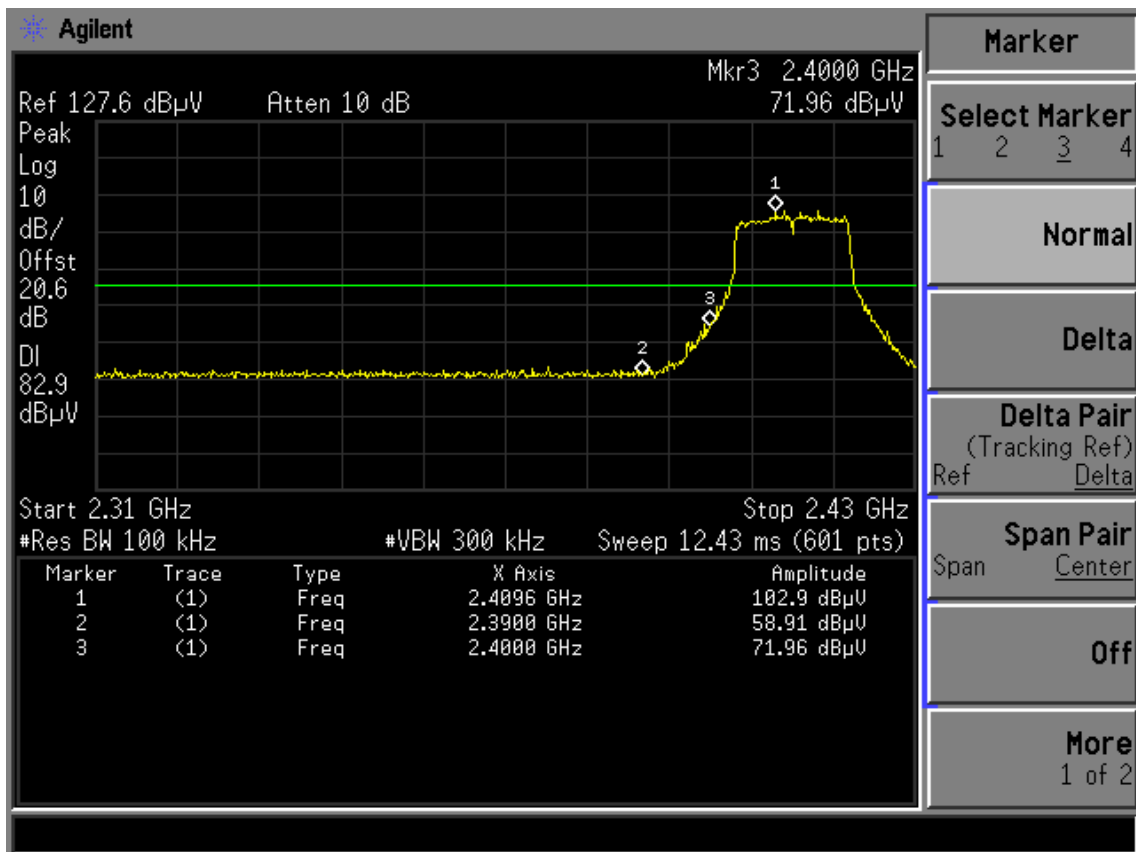 Agilent
Marker
Mkr3 2.4000 GHz
Ref 127.6 dBµV Atten 10 dB 71.96 dBµV
Peak
Log
10
dB/
Offst
20.6
dB
DI
82.9
dBµV
1
2
3
Start 2.31 GHz Stop 2.43 GHz
#Res BW 100 kHz #VBW 300 kHz Sweep 12.43 ms (601 pts)
Marker Trace Type X Axis Amplitude
1 (1) Freq 2.4096 GHz 102.9 dBµV
2 (1) Freq 2.3900 GHz 58.91 dBµV
3 (1) Freq 2.4000 GHz 71.96 dBµV
Select Marker
1 2 3 4
Normal
Delta
Delta Pair
(Tracking Ref)
Ref Delta
Span Pair
Span Center
Off
More
1 of 2